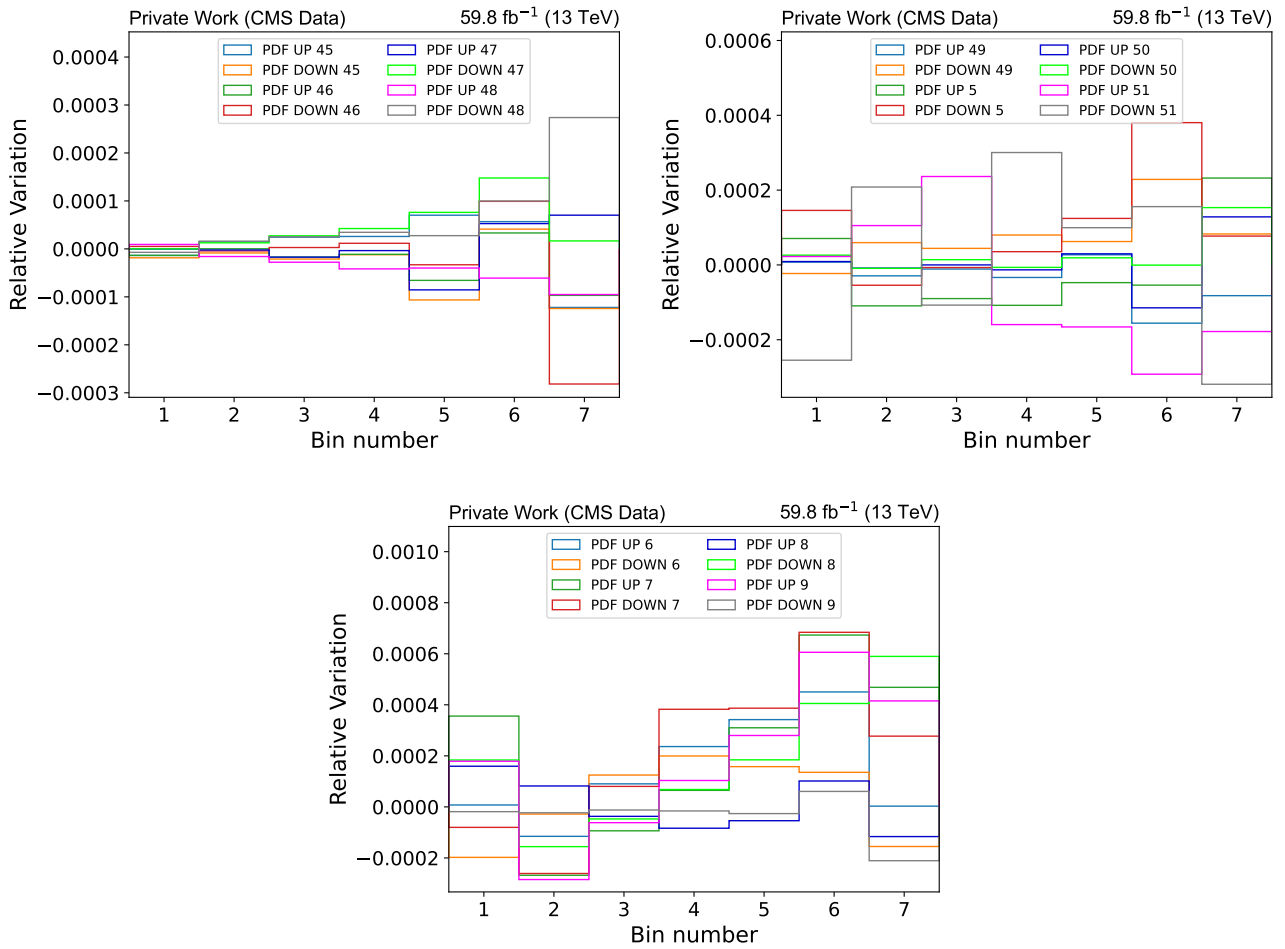 Private Work (CMS Data) 59.8 fb⁻¹ (13 TeV)
PDF UP 45 PDF UP 47
PDF DOWN 45 PDF DOWN 47
PDF UP 46 PDF UP 48
PDF DOWN 46 PDF DOWN 48
0.0004
0.0003
0.0002
0.0001
0.0000
−0.0001
−0.0002
−0.0003
Relative Variation
1 2 3 4 5 6 7
Bin number
Private Work (CMS Data) 59.8 fb⁻¹ (13 TeV)
PDF UP 49 PDF UP 50
PDF DOWN 49 PDF DOWN 50
PDF UP 5 PDF UP 51
PDF DOWN 5 PDF DOWN 51
0.0006
0.0004
0.0002
0.0000
−0.0002
Relative Variation
1 2 3 4 5 6 7
Bin number
Private Work (CMS Data) 59.8 fb⁻¹ (13 TeV)
PDF UP 6 PDF UP 8
PDF DOWN 6 PDF DOWN 8
PDF UP 7 PDF UP 9
PDF DOWN 7 PDF DOWN 9
0.0010
0.0008
0.0006
0.0004
0.0002
0.0000
−0.0002
Relative Variation
1 2 3 4 5 6 7
Bin number